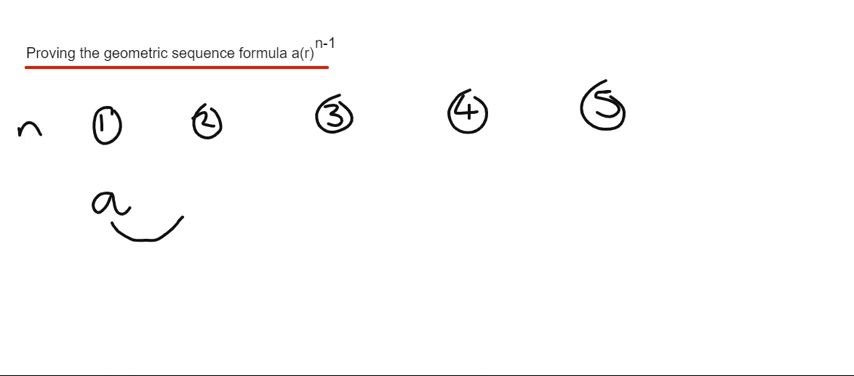 Proving the geometric sequence formula a(r)^n-1
n 1 2 3 4 5
a